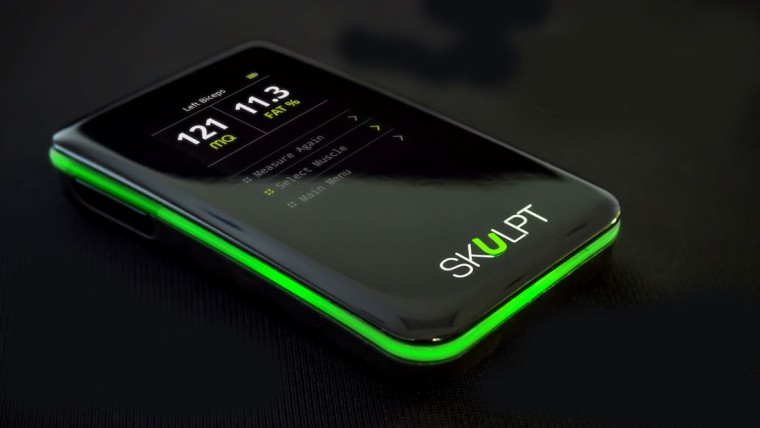 Left Biceps
121 11.3
MQ FAT %
Measure Again
Select Muscle
Main Menu
SKULPT